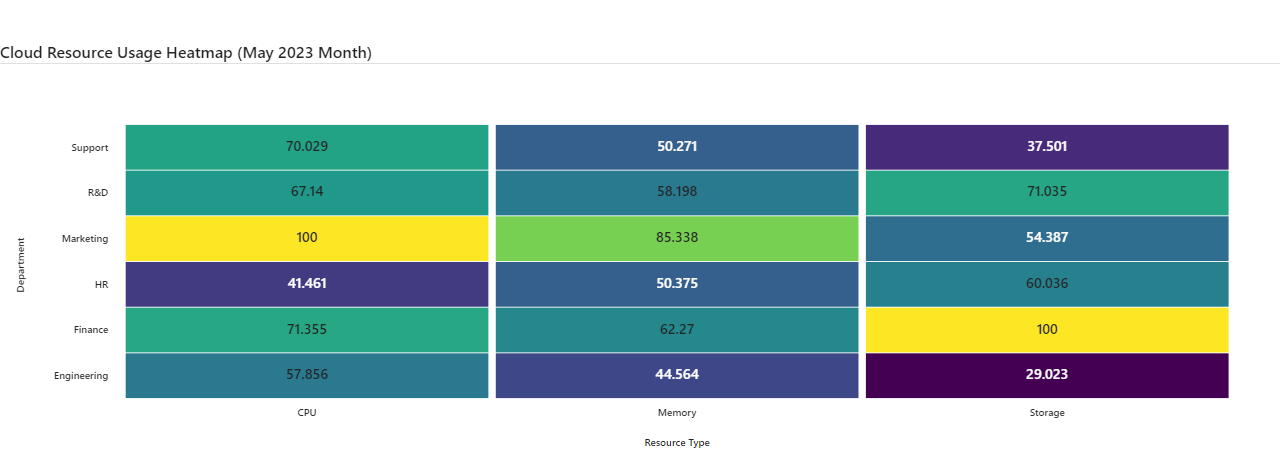 Cloud Resource Usage Heatmap (May 2023 Month)
Department
Support 70.029 50.271 37.501
R&D 67.14 58.198 71.035
Marketing 100 85.338 54.387
HR 41.461 50.375 60.036
Finance 71.355 62.27 100
Engineering 57.856 44.564 29.023
CPU Memory Storage
Resource Type